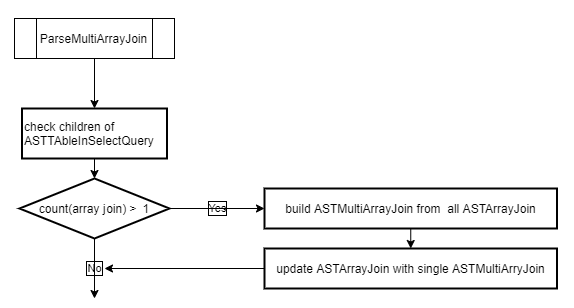 ParseMultiArrayJoin
check children of
ASTTAbleInSelectQuery
count(array join) > 1
Yes
build ASTMultiArrayJoin from all ASTArrayJoin
No
update ASTArrayJoin with single ASTMultiArryJoin